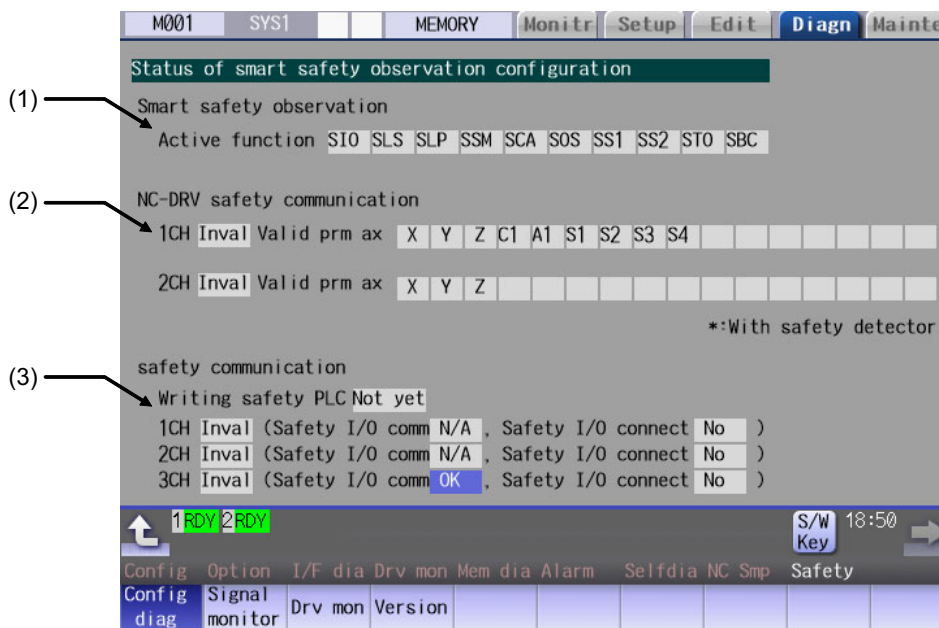 M001 SYS1 MEMORY Monitr Setup Edit Diagn Mainte
Status of smart safety observation configuration
(1)
Smart safety observation
Active function SIO SLS SLP SSM SCA SOS SS1 SS2 STO SBC
(2)
NC-DRV safety communication
1CH Inval Valid prm ax X Y Z C1 A1 S1 S2 S3 S4
2CH Inval Valid prm ax X Y Z
*:With safety detector
(3)
safety communication
Writing safety PLC Not yet
1CH Inval (Safety I/O comm N/A , Safety I/O connect No )
2CH Inval (Safety I/O comm N/A , Safety I/O connect No )
3CH Inval (Safety I/O comm OK , Safety I/O connect No )
1 RDY 2 RDY S/W Key 18:50
Config Option I/F dia Drv mon Mem dia Alarm Selfdia NC Smp Safety
Config diag Signal monitor Drv mon Version